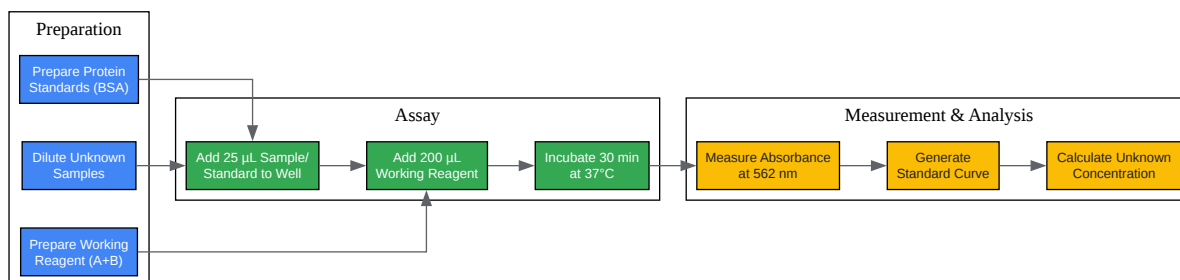 Preparation
Prepare Protein
Standards (BSA)
Dilute Unknown
Samples
Prepare Working
Reagent (A+B)
Assay
Add 25 µL Sample/
Standard to Well
Add 200 µL
Working Reagent
Incubate 30 min
at 37°C
Measurement & Analysis
Measure Absorbance
at 562 nm
Generate
Standard Curve
Calculate Unknown
Concentration